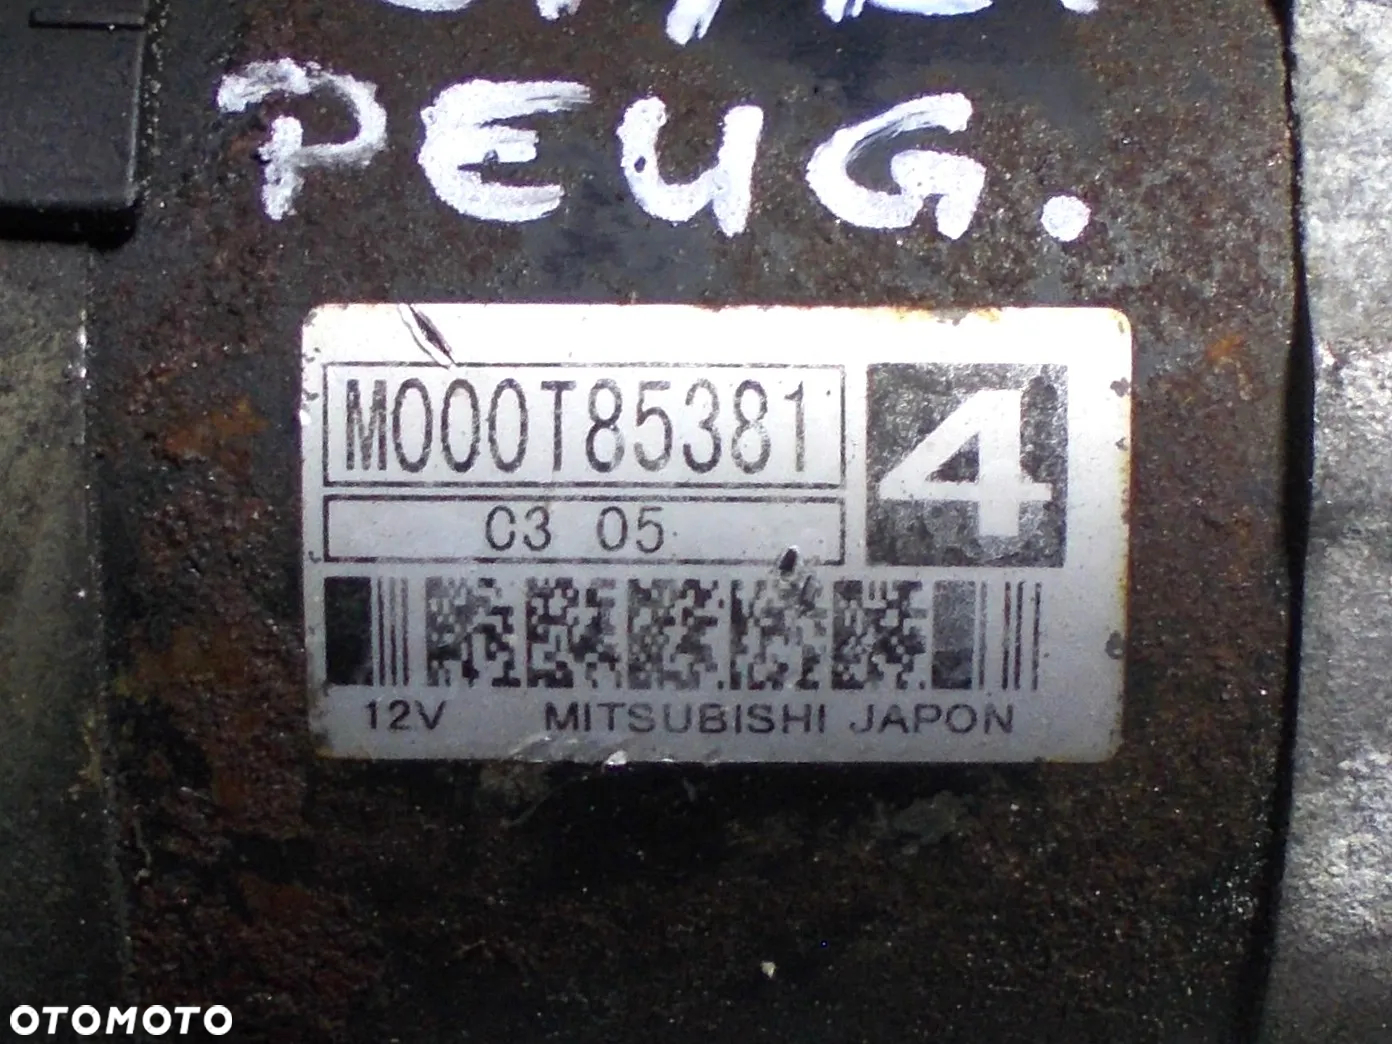 PEUG.
M000T85381
4
C3 05
12V MITSUBISHI JAPON
OTOMOTO